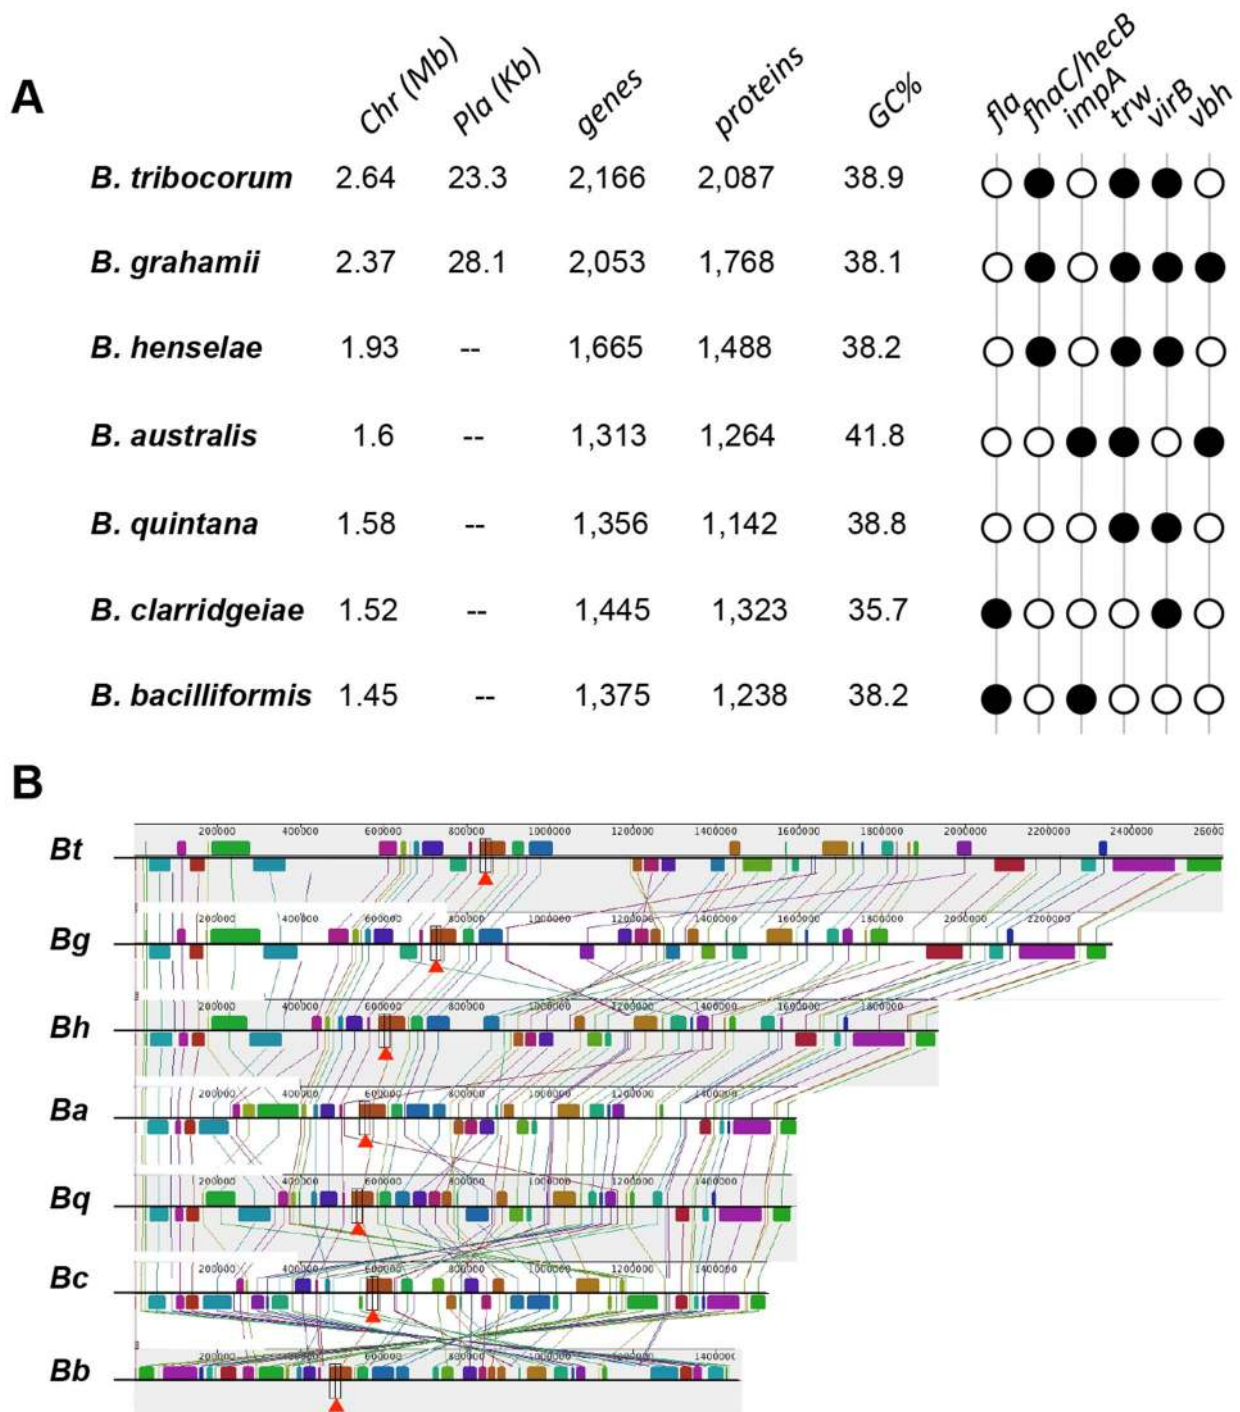 A
Chr (Mb) Pla (Kb) genes proteins GC% fla fhaC/hecB impA trw virB vbh
B. tribocorum 2.64 23.3 2,166 2,087 38.9
B. grahamii 2.37 28.1 2,053 1,768 38.1
B. henselae 1.93 -- 1,665 1,488 38.2
B. australis 1.6 -- 1,313 1,264 41.8
B. quintana 1.58 -- 1,356 1,142 38.8
B. clarridgeiae 1.52 -- 1,445 1,323 35.7
B. bacilliformis 1.45 -- 1,375 1,238 38.2
B
200000 400000 600000 800000 1000000 1200000 1400000 1600000 1800000 2000000 2200000 2400000 26000
Bt
200000 400000 600000 800000 1000000 1200000 1400000 1600000 1800000 2000000 2200000
Bg
200000 400000 600000 800000 1000000 1200000 1400000 1600000 1800000
Bh
200000 400000 600000 800000 1000000 1200000 1400000
Ba
200000 400000 600000 800000 1000000 1200000 1400000
Bq
200000 400000 600000 800000 1000000 1200000 1400000
Bc
200000 400000 600000 800000 1000000 1200000 1400000
Bb